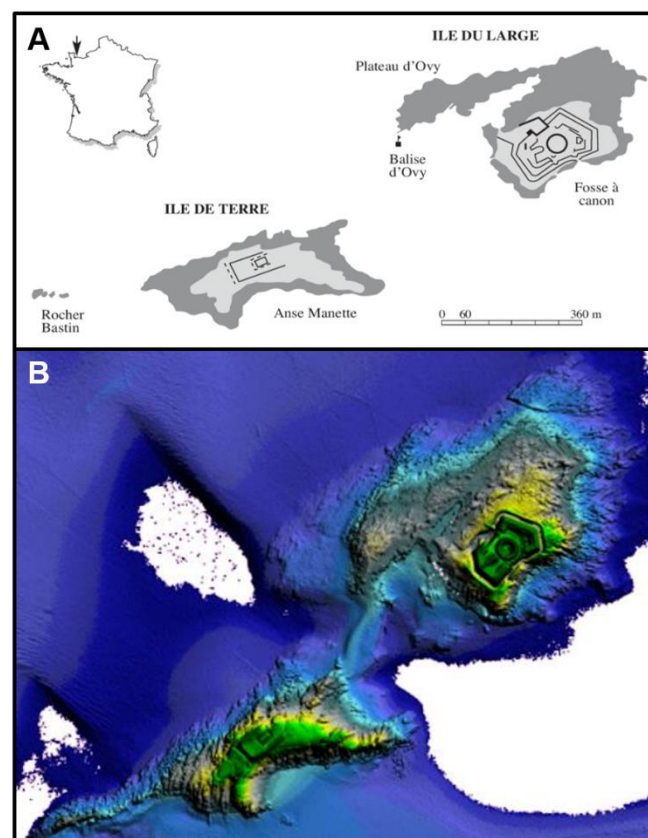 A
ILE DU LARGE
Plateau d'Ovy
Balise
d'Ovy
Fosse à
canon
ILE DE TERRE
Rocher
Bastin
Anse Manette
0 60 360 m
B